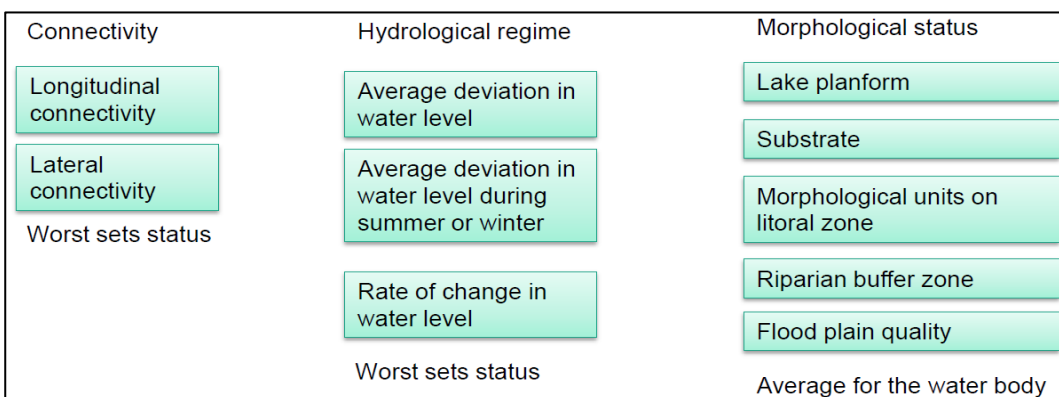 Connectivity
Longitudinal
connectivity
Lateral
connectivity
Worst sets status
Hydrological regime
Average deviation in
water level
Average deviation in
water level during
summer or winter
Rate of change in
water level
Worst sets status
Morphological status
Lake planform
Substrate
Morphological units on
litoral zone
Riparian buffer zone
Flood plain quality
Average for the water body